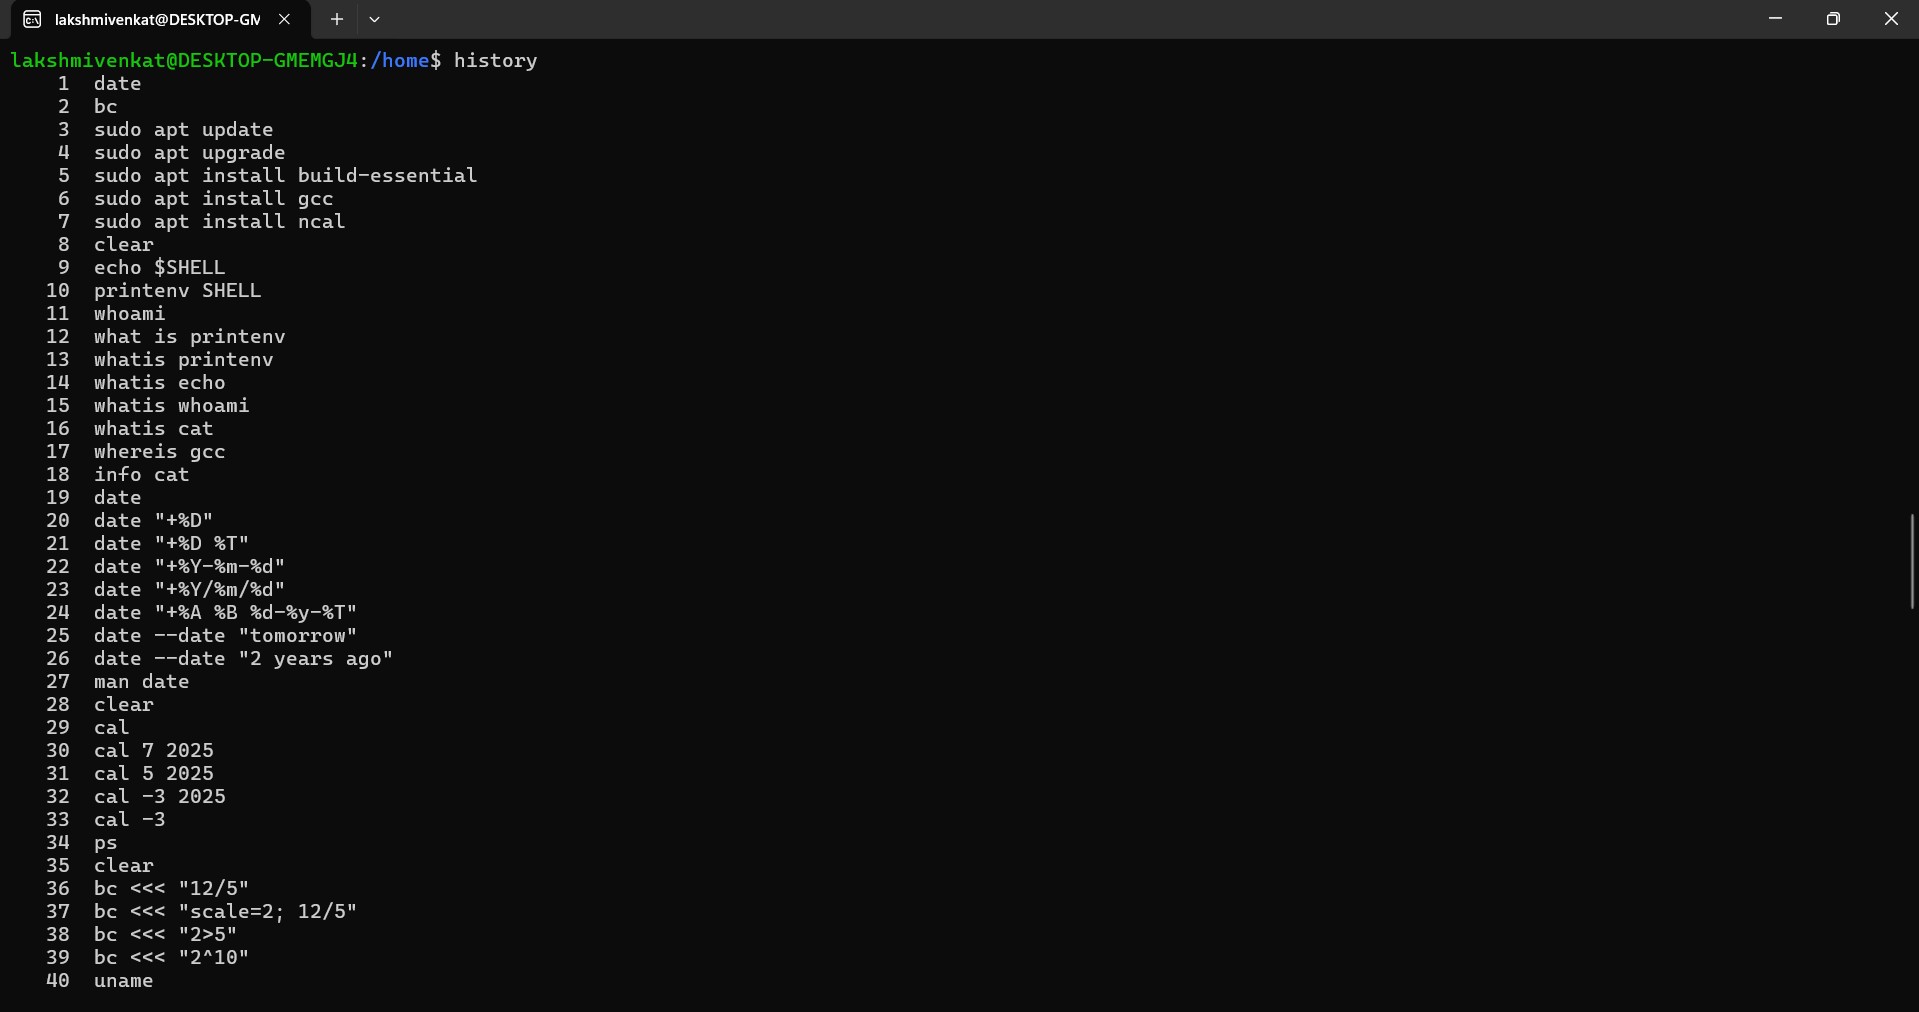 lakshmivenkat@DESKTOP-GM
lakshmivenkat@DESKTOP-GMEMGJ4:/home$ history
1 date
2 bc
3 sudo apt update
4 sudo apt upgrade
5 sudo apt install build-essential
6 sudo apt install gcc
7 sudo apt install ncal
8 clear
9 echo $SHELL
10 printenv SHELL
11 whoami
12 what is printenv
13 whatis printenv
14 whatis echo
15 whatis whoami
16 whatis cat
17 whereis gcc
18 info cat
19 date
20 date "+%D"
21 date "+%D %T"
22 date "+%Y-%m-%d"
23 date "+%Y/%m/%d"
24 date "+%A %B %d-%y-%T"
25 date --date "tomorrow"
26 date --date "2 years ago"
27 man date
28 clear
29 cal
30 cal 7 2025
31 cal 5 2025
32 cal -3 2025
33 cal -3
34 ps
35 clear
36 bc <<< "12/5"
37 bc <<< "scale=2; 12/5"
38 bc <<< "2>5"
39 bc <<< "2^10"
40 uname